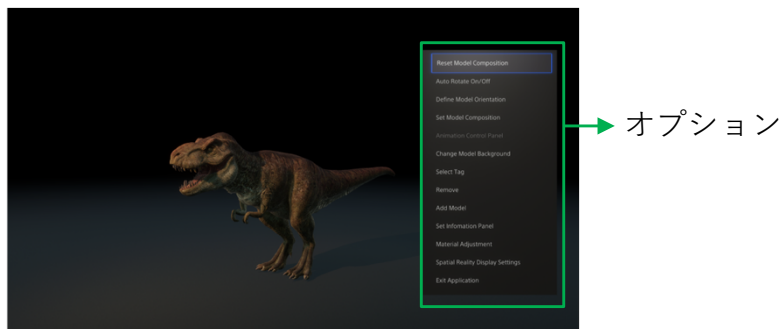 Reset Model Composition
Auto Rotate On/Off
Define Model Orientation
Set Model Composition
Animation Control Panel
Change Model Background
Select Tag
Remove
Add Model
Set Infomation Panel
Material Adjustment
Spatial Reality Display Settings
Exit Application
オプション